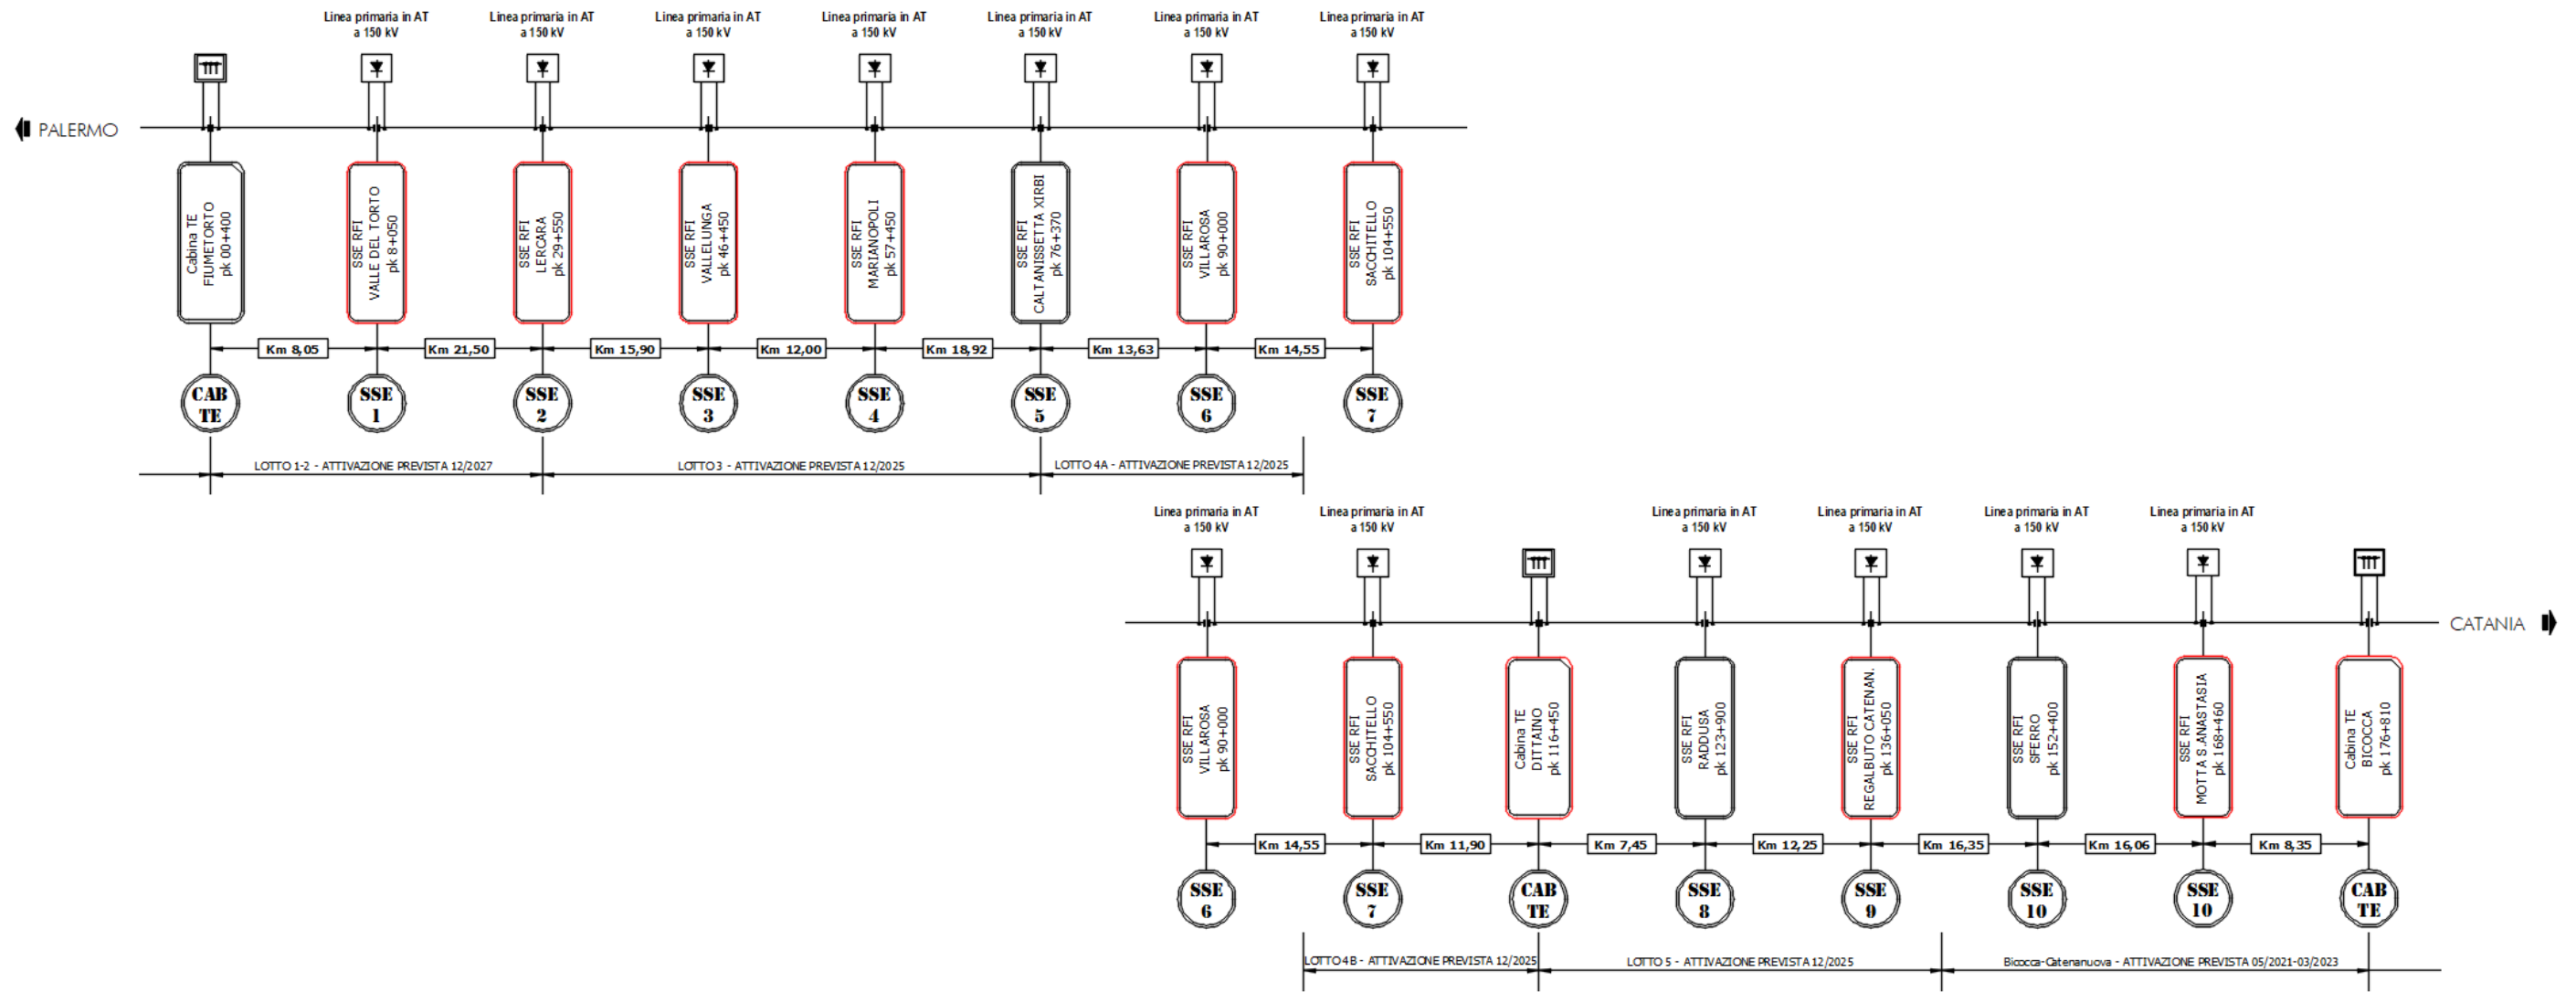 Linea primaria in AT
a 150 kV
Linea primaria in AT
a 150 kV
Linea primaria in AT
a 150 kV
Linea primaria in AT
a 150 kV
Linea primaria in AT
a 150 kV
Linea primaria in AT
a 150 kV
Linea primaria in AT
a 150 kV
PALERMO
Cabina TE
FIUMETORTO
pk 00+400
SSE RFI
VALLE DEL TORTO
pk 8+050
SSE RFI
LERCARA
pk 29+550
SSE RFI
VALLELUNGA
pk 46+450
SSE RFI
MARIANOPOLI
pk 57+450
SSE RFI
CALTANISSETTA XIRBI
pk 76+370
SSE RFI
VILLAROSA
pk 90+000
SSE RFI
SACCHITELLO
pk 104+550
Km 8,05
Km 21,50
Km 15,90
Km 12,00
Km 18,92
Km 13,63
Km 14,55
CAB
TE
SSE
1
SSE
2
SSE
3
SSE
4
SSE
5
SSE
6
SSE
7
LOTTO 1-2 - ATTIVAZIONE PREVISTA 12/2027
LOTTO 3 - ATTIVAZIONE PREVISTA 12/2025
LOTTO 4A - ATTIVAZIONE PREVISTA 12/2025
Linea primaria in AT
a 150 kV
Linea primaria in AT
a 150 kV
Linea primaria in AT
a 150 kV
Linea primaria in AT
a 150 kV
Linea primaria in AT
a 150 kV
Linea primaria in AT
a 150 kV
CATANIA
SSE RFI
VILLAROSA
pk 90+000
SSE RFI
SACCHITELLO
pk 104+550
Cabina TE
DITTAINO
pk 116+450
SSE RFI
RADDUSA
pk 123+900
SSE RFI
REGALBUTO CATENAN.
pk 136+050
SSE RFI
SFERRO
pk 152+400
SSE RFI
MOTTA S.ANASTASIA
pk 168+460
Cabina TE
BICOCCA
pk 176+810
Km 14,55
Km 11,90
Km 7,45
Km 12,25
Km 16,35
Km 16,06
Km 8,35
SSE
6
SSE
7
CAB
TE
SSE
8
SSE
9
SSE
10
SSE
10
CAB
TE
LOTTO 4B - ATTIVAZIONE PREVISTA 12/2025
LOTTO 5 - ATTIVAZIONE PREVISTA 12/2025
Bicocca-Catenanuova - ATTIVAZIONE PREVISTA 05/2021-03/2023